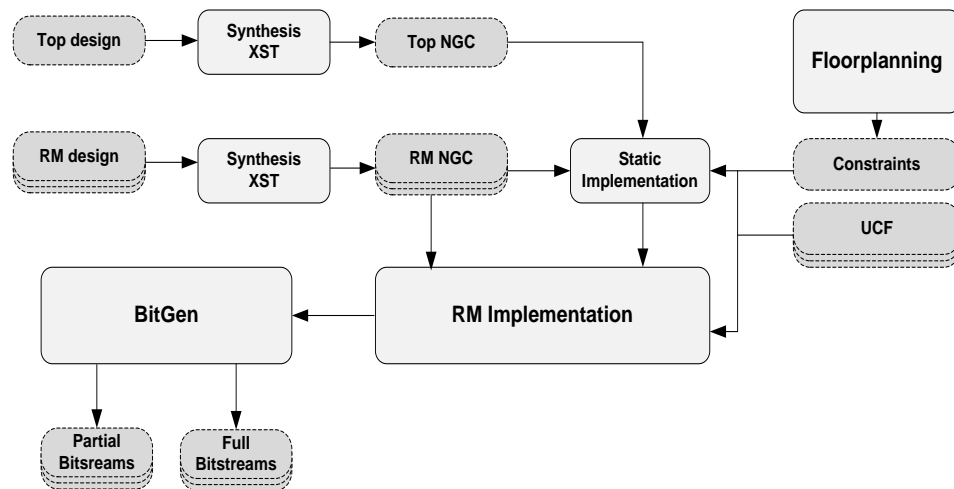 Top design
Synthesis
XST
Top NGC
Floorplanning
RM design
Synthesis
XST
RM NGC
Static
Implementation
Constraints
UCF
BitGen
RM Implementation
Partial
Bitsreams
Full
Bitstreams